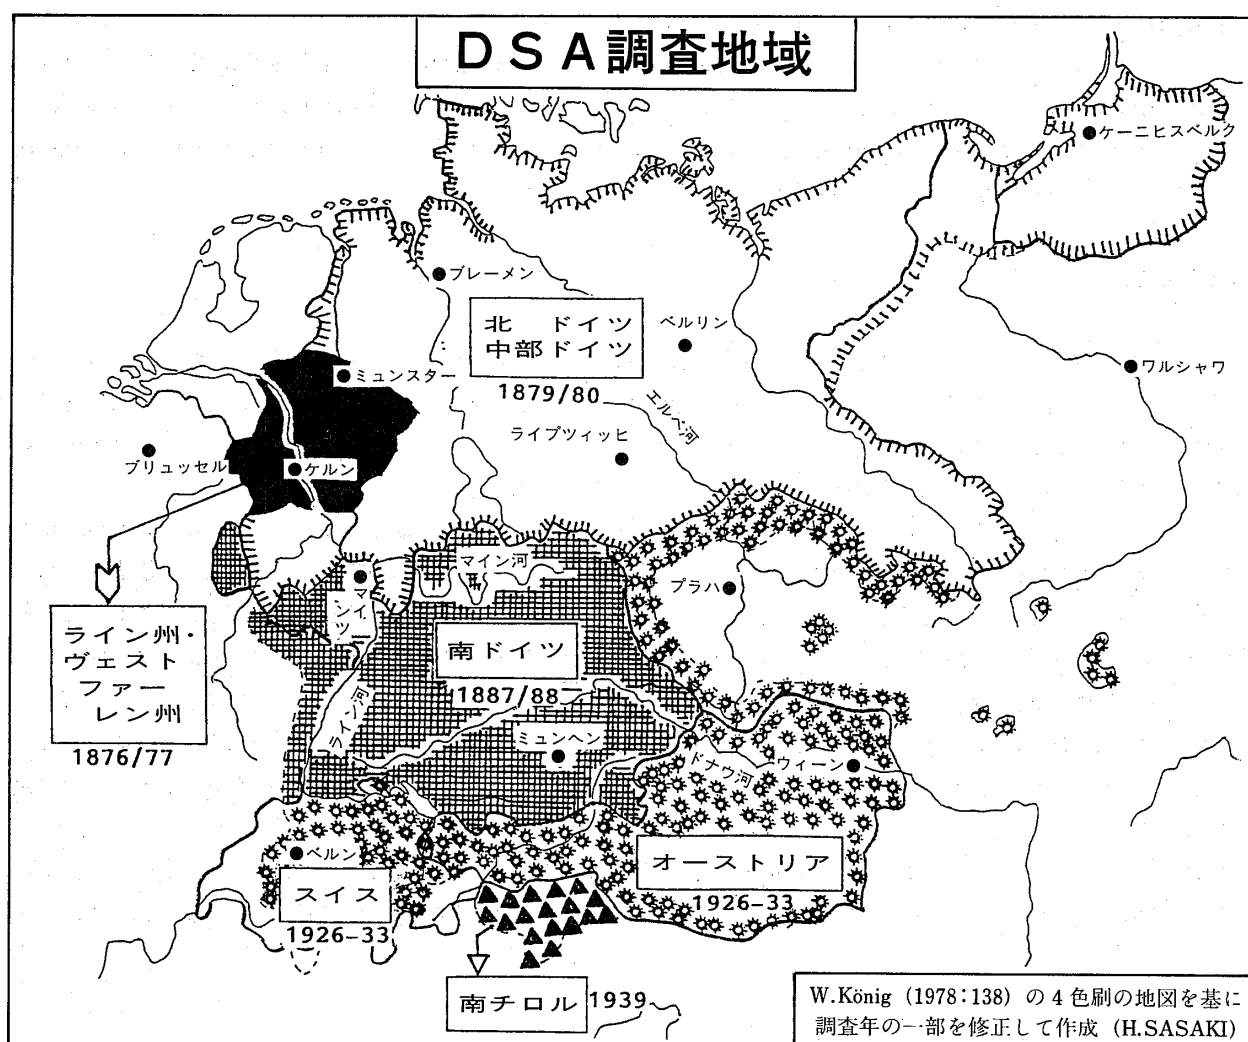 DSA調査地域
ケーニヒスベルク
ブレーメン
北 ドイツ
中部ドイツ
1879/80
ベルリン
ワルシャワ
ミュンスター
エルベ河
ライプツィッヒ
ブリュッセル
ケルン
マイン河
マインツ
プラハ
ライン州・
ヴェスト
ファー
レン州
1876/77
南ドイツ
1887/88
ライン河
ミュンヘン
ドナウ河
ウィーン
ベルン
スイス
1926-33
オーストリア
1926-33
南チロル
1939
W.König (1978:138) の4色刷の地図を基に
調査年の一部を修正して作成 (H.SASAKI)